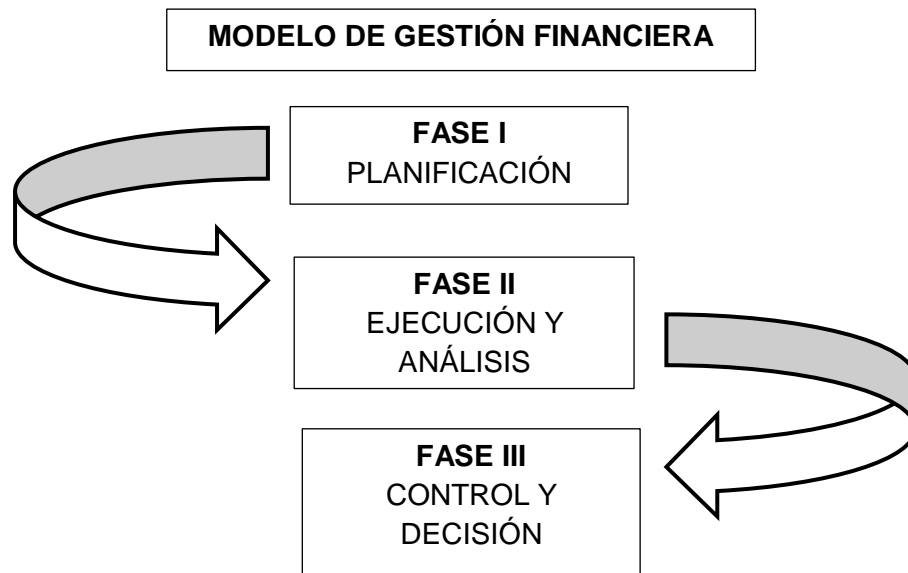 MODELO DE GESTIÓN FINANCIERA
FASE I
PLANIFICACIÓN
FASE II
EJECUCIÓN Y
ANÁLISIS
FASE III
CONTROL Y
DECISIÓN